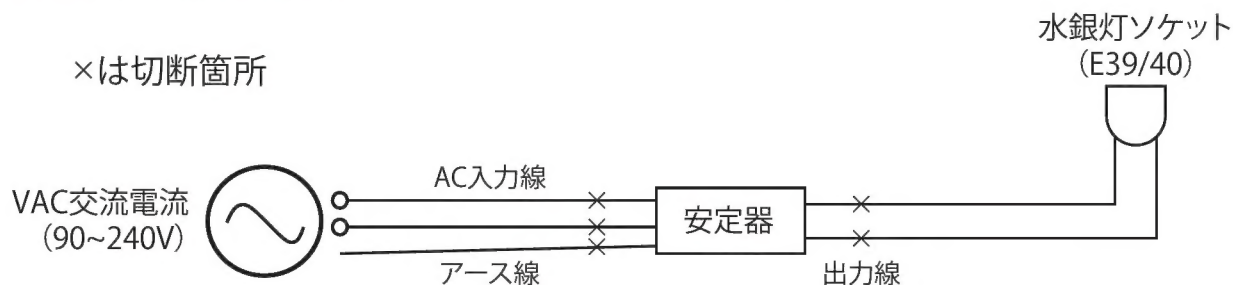 ×は切断箇所
水銀灯ソケット
(E39/40)
VAC交流電流
(90~240V)
AC入力線
アース線
安定器
出力線